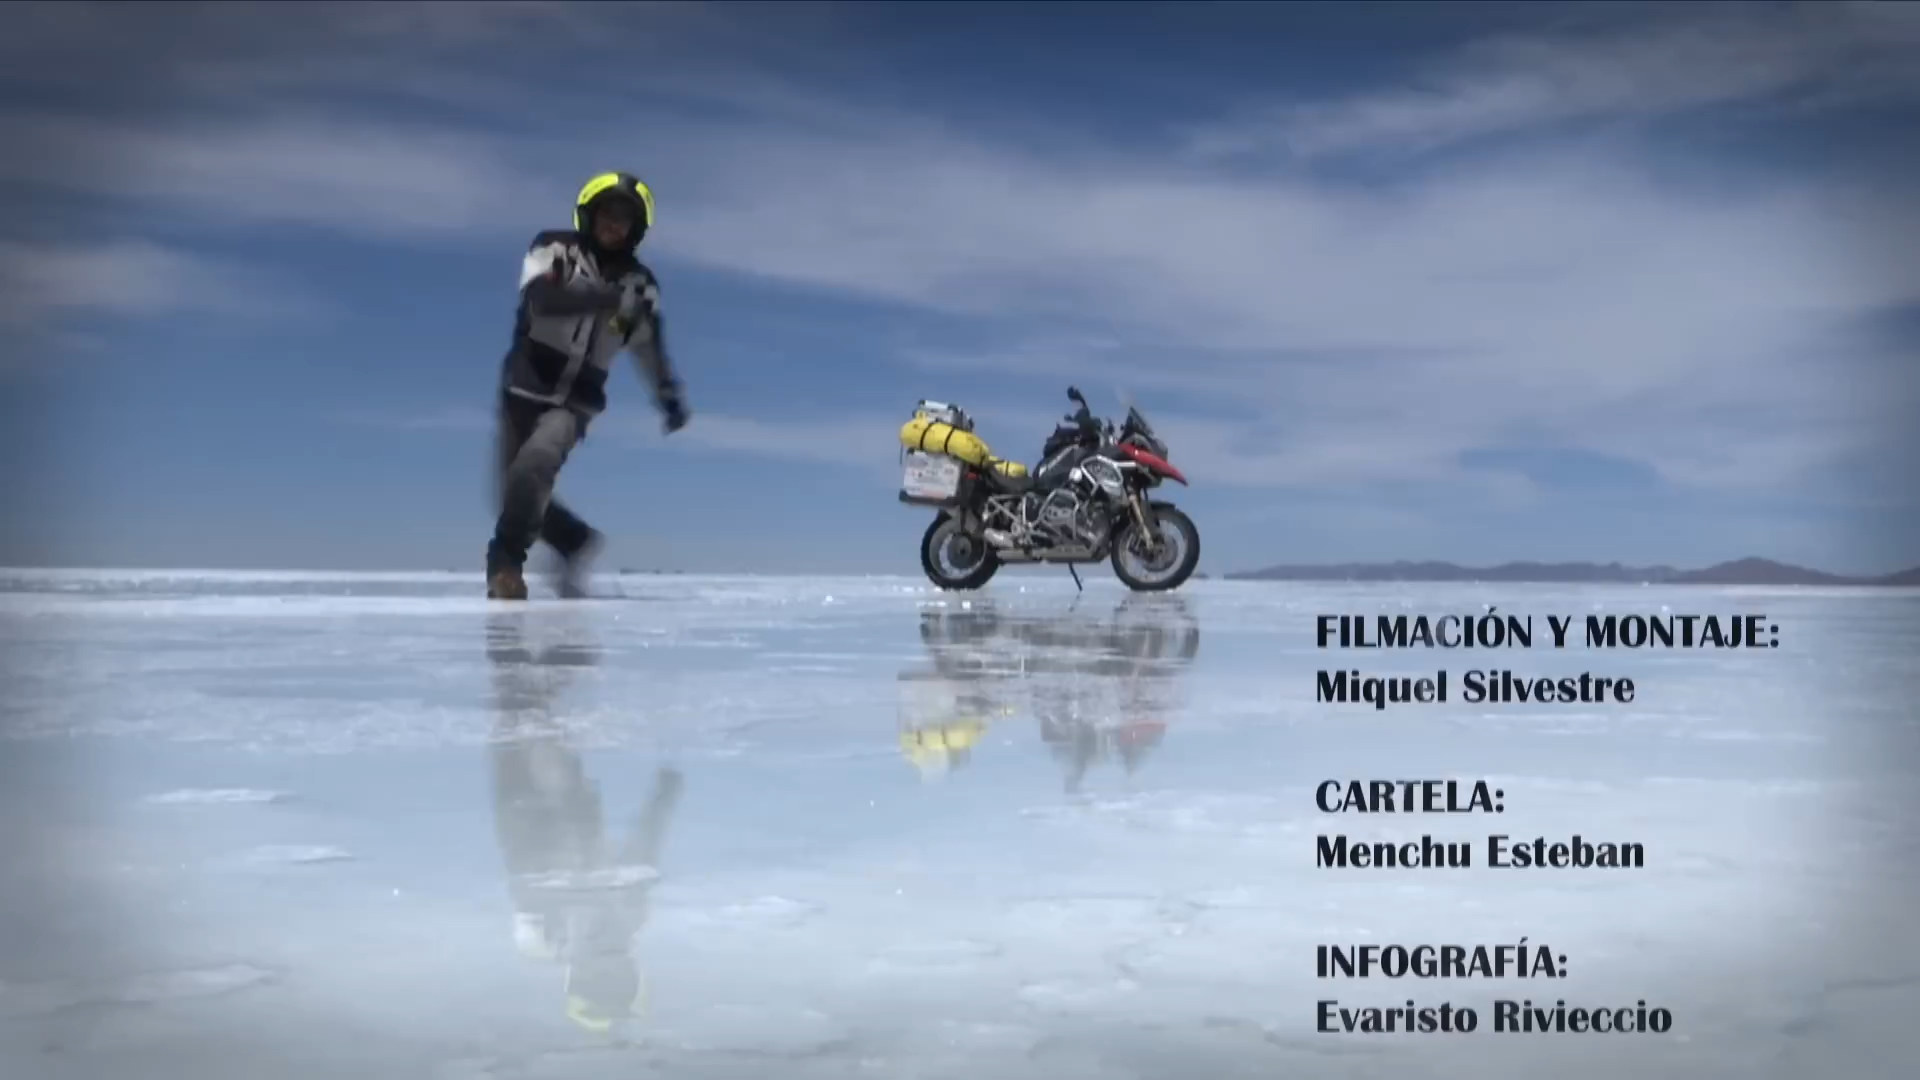 FILMACIÓN Y MONTAJE:
Miquel Silvestre
CARTELA:
Menchu Esteban
INFOGRAFÍA:
Evaristo Rivieccio